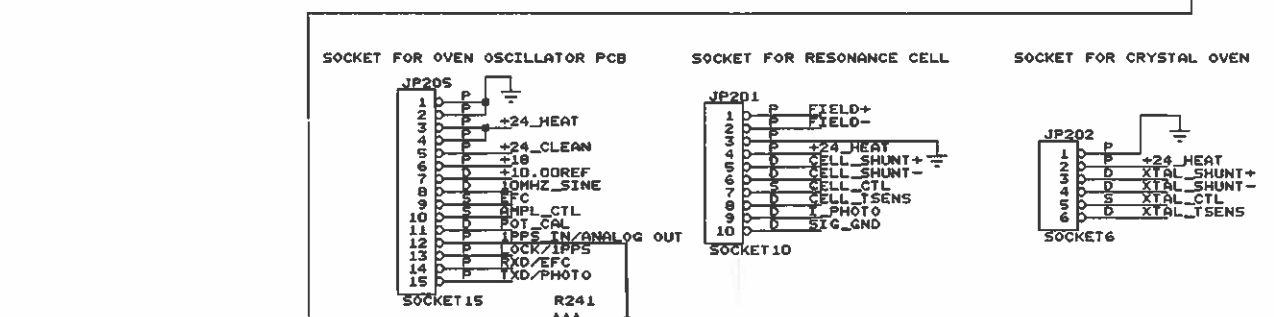 SOCKET FOR OVEN OSCILLATOR PCB
JP205
1 P
2 P
3 P +24_HEAT
4 P
5 P +24_CLEAN
6 P +18
7 D +10.00REF
8 D 10MHZ_SINE
9 S EFC
10 S AMPL_CTL
11 D POT_CAL
12 P 1PPS_IN/ANALOG OUT
13 P LOCK/1PPS
14 P RXD/EFC
15 P TXD/PHOTO
SOCKET15
R241
SOCKET FOR RESONANCE CELL
JP201
1 P FIELD+
2 P FIELD-
3 P
4 P +24_HEAT
5 D CELL_SHUNT+
6 D CELL_SHUNT-
7 S CELL_CTL
8 D CELL_TSENS
9 D I_PHOTO
10 D SIG_GND
SOCKET10
SOCKET FOR CRYSTAL OVEN
JP202
1 P
2 P +24_HEAT
3 D XTAL_SHUNT+
4 D XTAL_SHUNT-
5 S XTAL_CTL
6 D XTAL_TSENS
SOCKET6